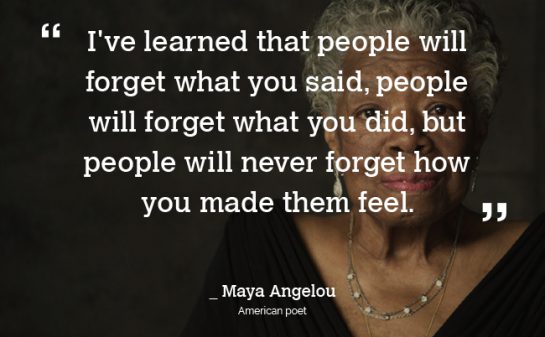 “
I've learned that people will
forget what you said, people
will forget what you did, but
people will never forget how
you made them feel.
”
_ Maya Angelou
American poet